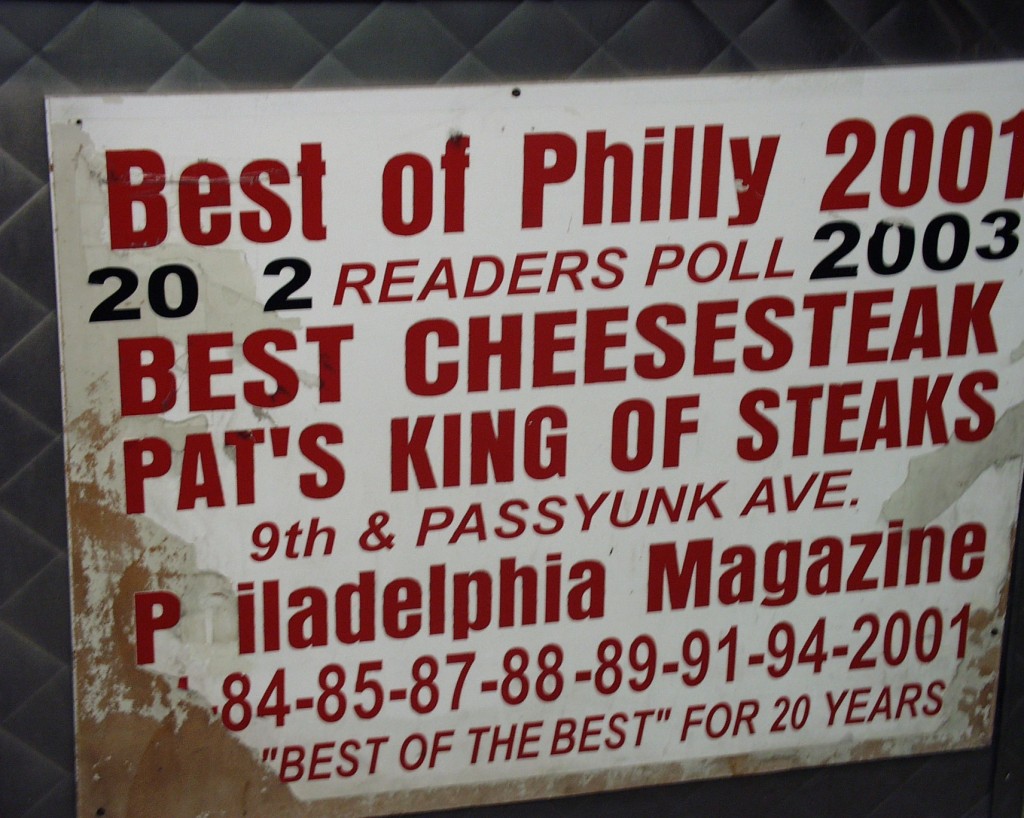 Best of Philly 2001
20 2 READERS POLL 2003
BEST CHEESESTEAK
PAT'S KING OF STEAKS
9th & PASSYUNK AVE.
P iladelphia Magazine
-84-85-87-88-89-91-94-2001
"BEST OF THE BEST" FOR 20 YEARS